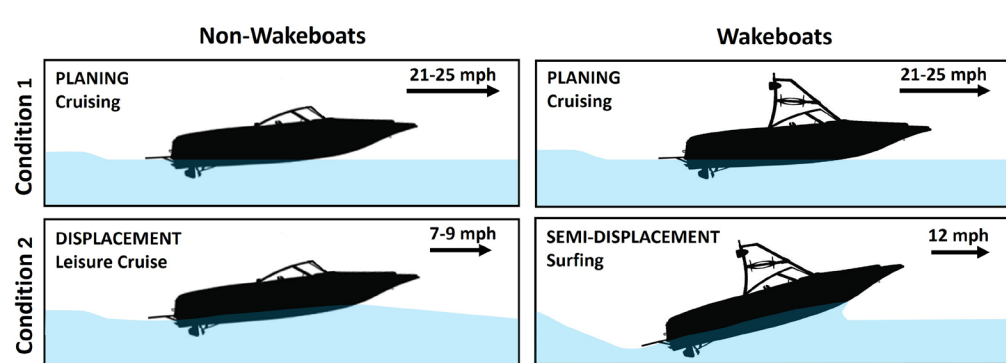 Non-Wakeboats
Wakeboats
Condition 1
PLANING
Cruising
21-25 mph
PLANING
Cruising
21-25 mph
Condition 2
DISPLACEMENT
Leisure Cruise
7-9 mph
SEMI-DISPLACEMENT
Surfing
12 mph